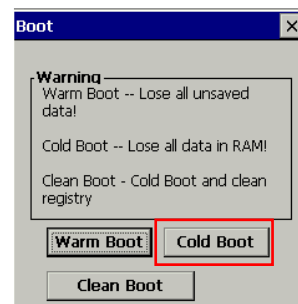 Boot
Warning
Warm Boot -- Lose all unsaved
data!
Cold Boot -- Lose all data in RAM!
Clean Boot - Cold Boot and clean
registry
Warm Boot Cold Boot
Clean Boot